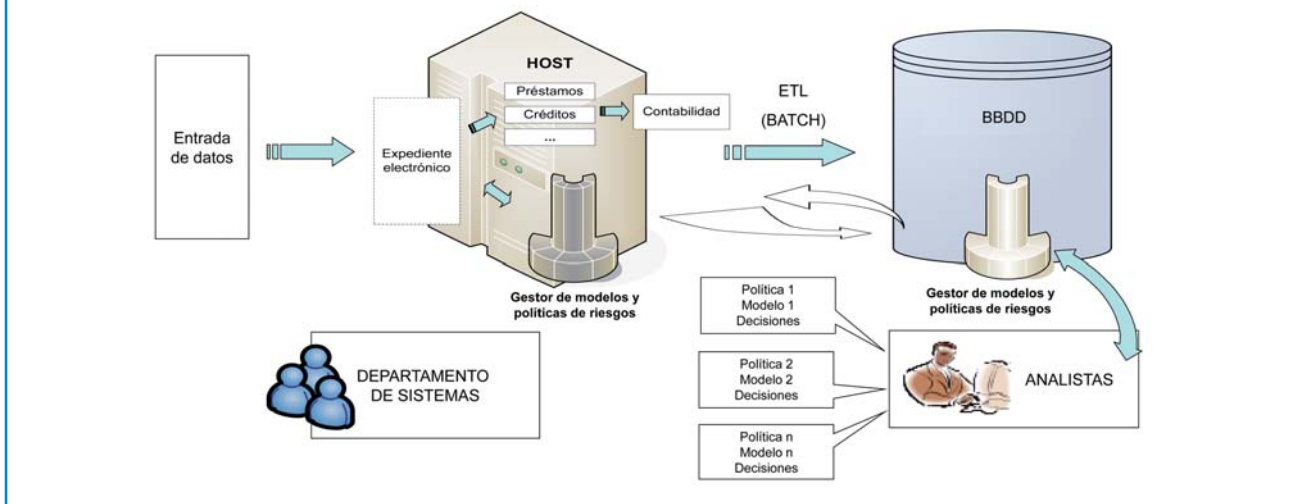 Entrada
de datos
HOST
Préstamos
Créditos
...
Expediente
electrónico
Contabilidad
Gestor de modelos y
políticas de riesgos
ETL
(BATCH)
BBDD
Gestor de modelos y
políticas de riesgos
DEPARTAMENTO
DE SISTEMAS
Política 1
Modelo 1
Decisiones
Política 2
Modelo 2
Decisiones
Política n
Modelo n
Decisiones
ANALISTAS